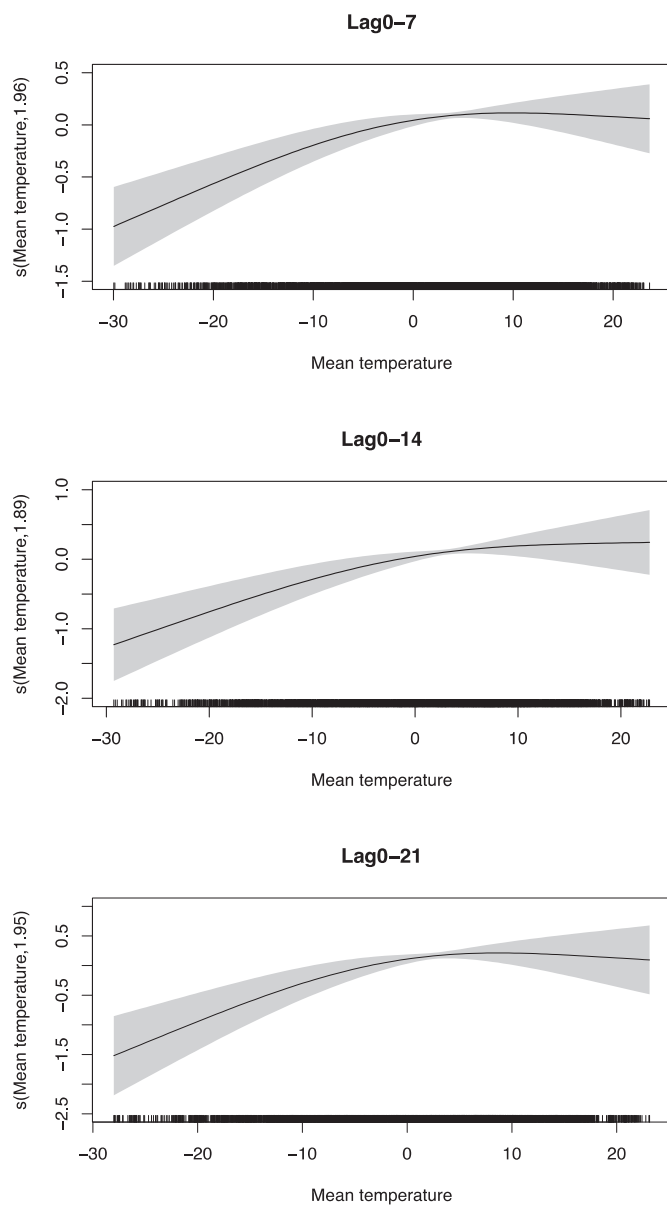 Lag0−7
s(Mean temperature,1.96)
0.5
0.0
−0.5
−1.0
−1.5
−30 −20 −10 0 10 20
Mean temperature
Lag0−14
s(Mean temperature,1.89)
1.0
0.0
−1.0
−2.0
−30 −20 −10 0 10 20
Mean temperature
Lag0−21
s(Mean temperature,1.95)
0.5
−0.5
−1.5
−2.5
−30 −20 −10 0 10 20
Mean temperature